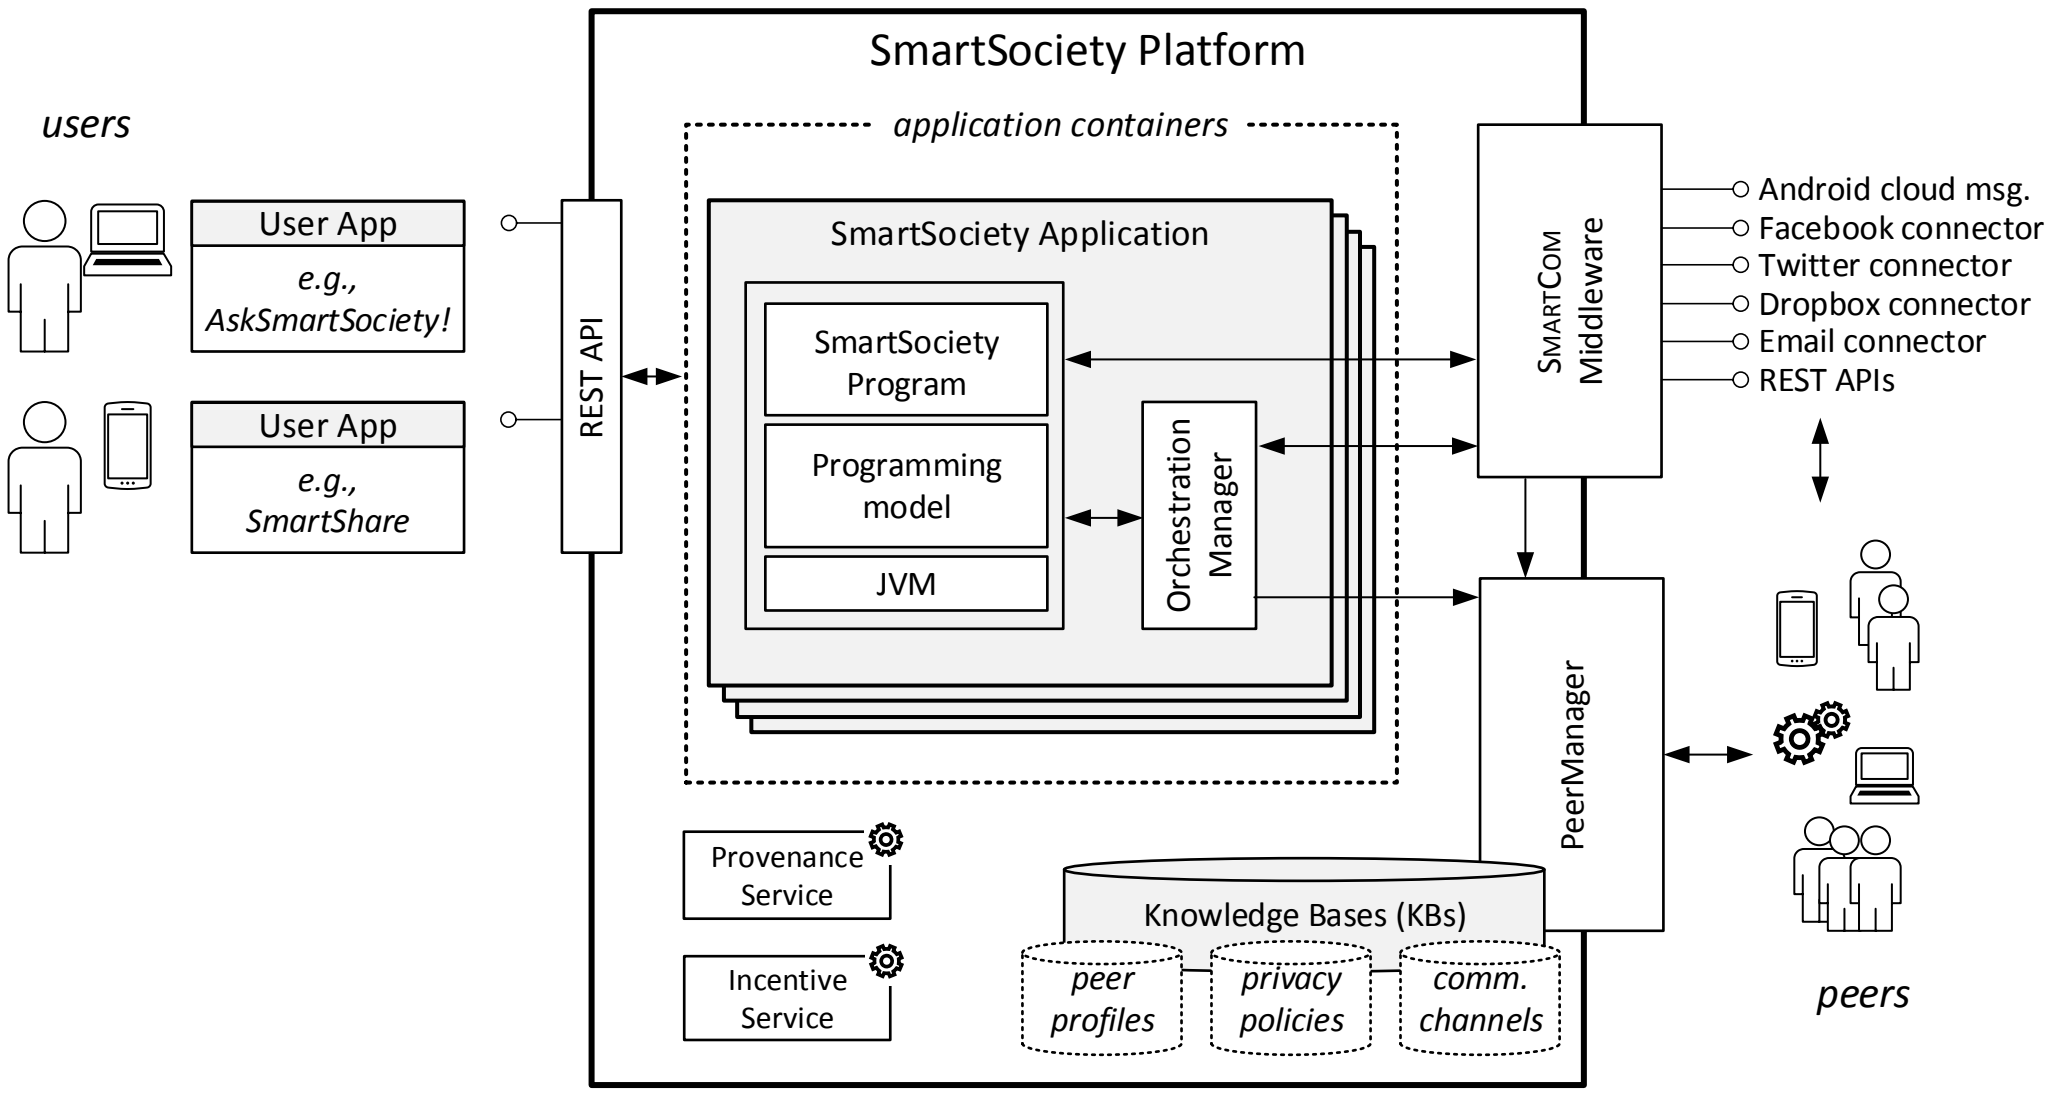 SmartSociety Platform
users
application containers
User App
e.g.,
AskSmartSociety!
User App
e.g.,
SmartShare
REST API
SmartSociety Application
SmartSociety
Program
Programming
model
JVM
Orchestration
Manager
SMARTCOM
Middleware
Android cloud msg.
Facebook connector
Twitter connector
Dropbox connector
Email connector
REST APIs
PeerManager
Provenance
Service
Incentive
Service
Knowledge Bases (KBs)
peer
profiles
privacy
policies
comm.
channels
peers